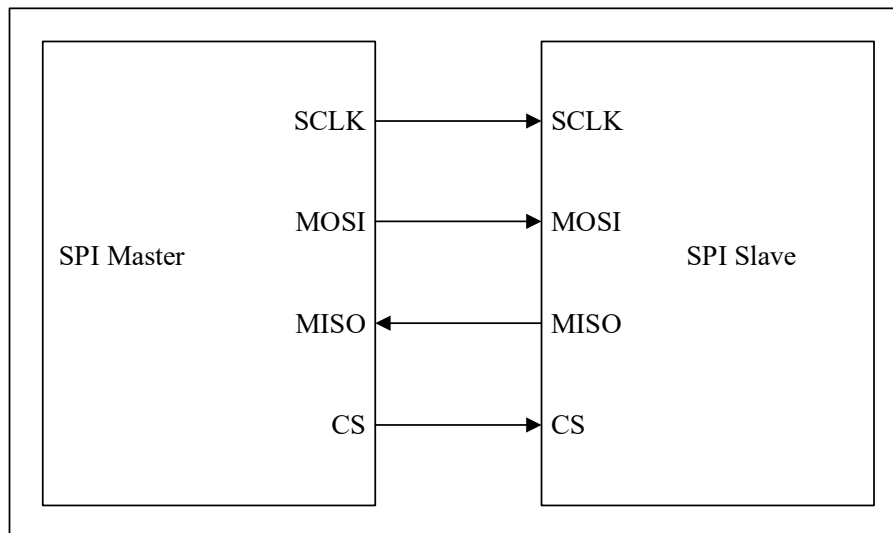 SCLK SCLK
MOSI MOSI
SPI Master SPI Slave
MISO MISO
CS CS